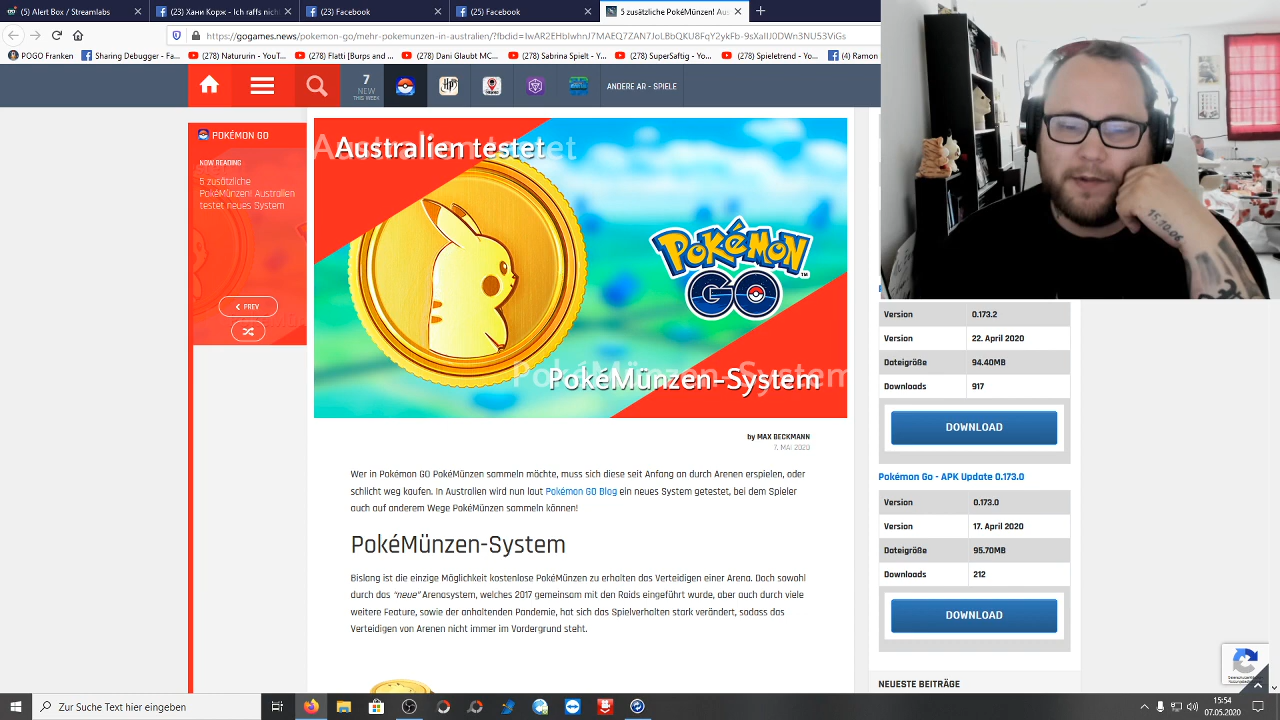 (5) Alert Box - Streamlabs
(23) Хани корф - Хапни нихс
(23) Facebook
(25) Facebook
5 zusätzliche PokéMünzen! Aus
https://gogames.news/pokemon-go/mehr-pokemunzen-in-australien/?fbclid=
POGO Franken
Sharing Debugger - Fa...
(278) Naturunin - YouT...
(278) Flatti [Burps and ...
(278) Dani Glaubt MC...
(278) Sabrina Spielt - Y...
(278) SuperSaftig - Yo...
(278) Spieletrend - Yo...
(4) Ramon
7
NEW
THIS WEEK
ANDERE AR - SPIELE
POKÉMON GO
NOW READING
5 zusätzliche
PokéMünzen! Australien
testet neues System
PREV
Australien testet
POKÉMON
GO
PokéMünzen-System
by MAX BECKMANN
7. MAI 2020
Wer in Pokémon GO PokéMünzen sammeln möchte, muss sich diese seit Anfang an durch Arenen erspielen, oder
schlicht weg kaufen. In Australien wird nun laut Pokémon GO Blog ein neues System getestet, bei dem Spieler
auch auf anderem Wege PokéMünzen sammeln können!
PokéMünzen-System
Bislang ist die einzige Möglichkeit kostenlose PokéMünzen zu erhalten das Verteidigen einer Arena. Doch sowohl
durch das "neue" Arenasystem, welches 2017 gemeinsam mit den Raids eingeführt wurde, aber auch durch viele
weitere Feature, sowie der anhaltenden Pandemie, hat sich das Spielverhalten stark verändert, sodass das
Verteidigen von Arenen nicht immer im Vordergrund steht.
Version 0.173.2
Version 22. April 2020
Dateigröße 94.40MB
Downloads 917
DOWNLOAD
Pokémon Go - APK Update 0.173.0
Version 0.173.0
Version 17. April 2020
Dateigröße 95.70MB
Downloads 212
DOWNLOAD
NEUESTE BEITRÄGE
Zur Suche Text hier eingeben
15:54
07.05.2020